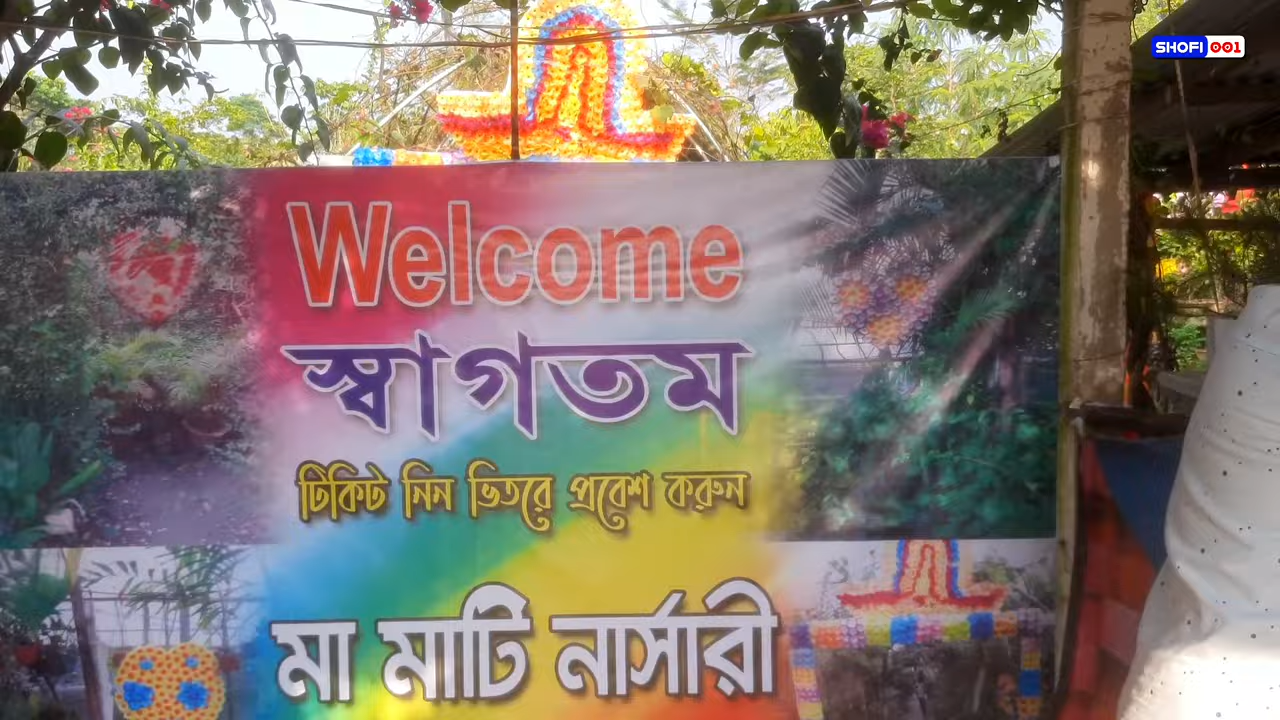 SHOFI 001
Welcome
স্বাগতম
টিকিট নিন ভিতরে প্রবেশ করুন
মা মাটি নার্সারী